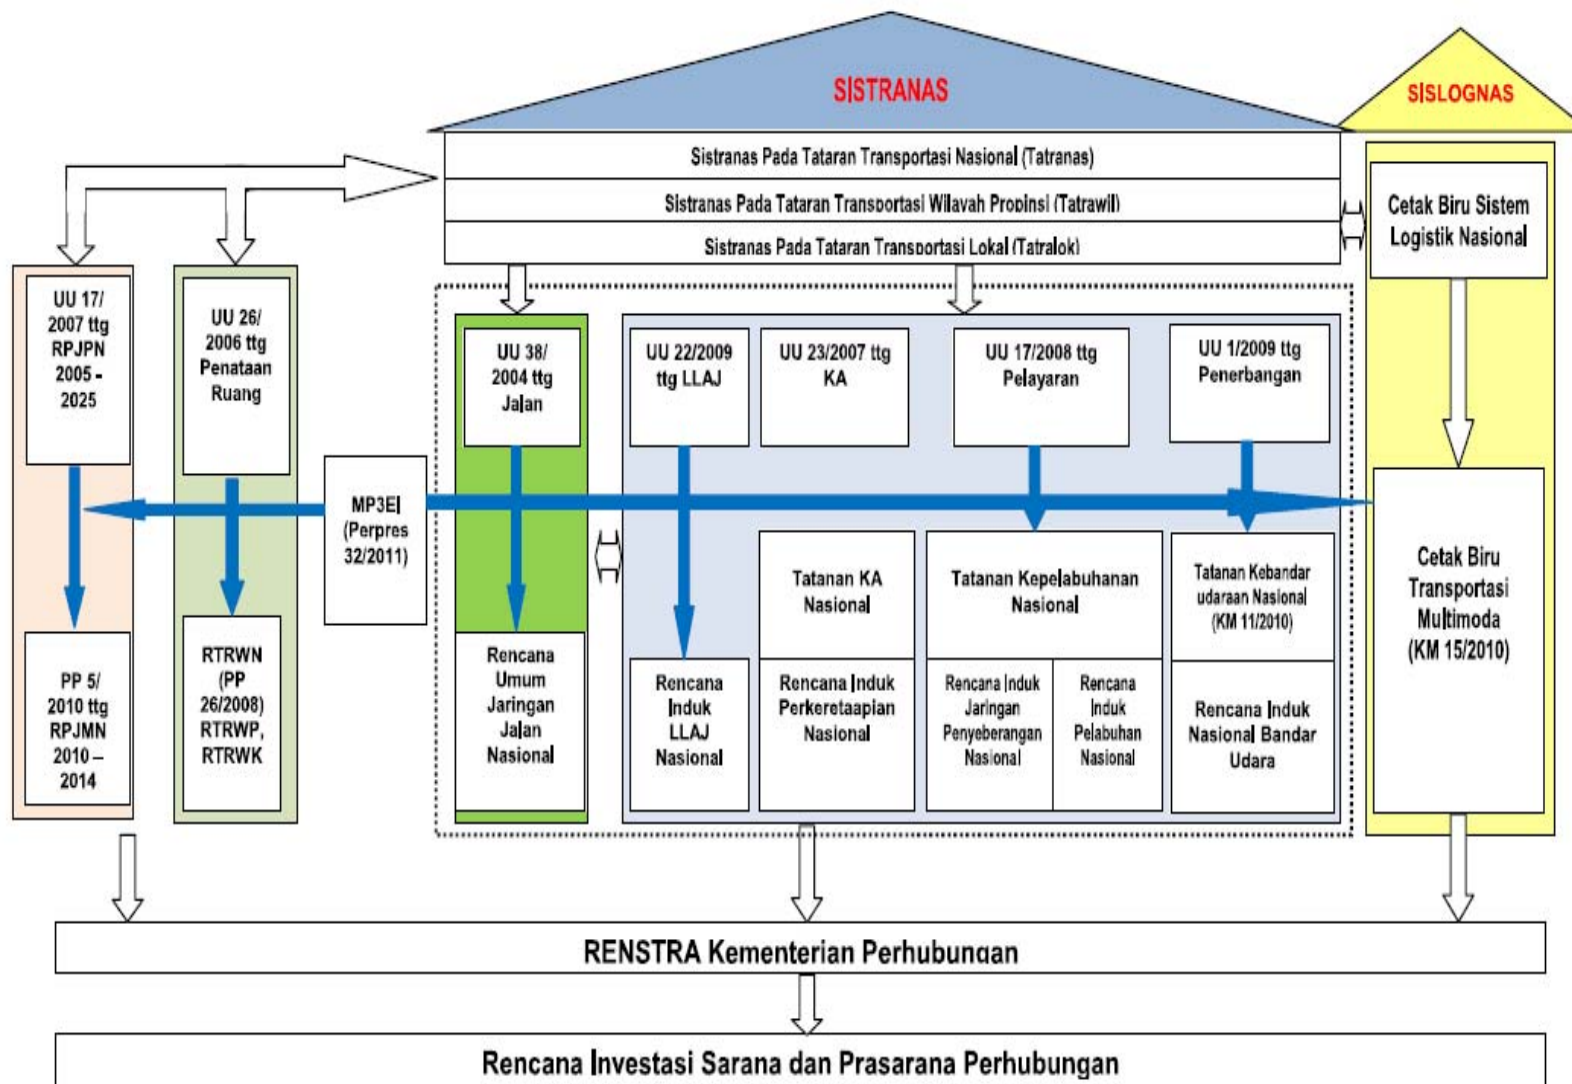 SISTRANAS
SISLOGNAS
Sistranas Pada Tataran Transportasi Nasional (Tatranas)
Sistranas Pada Tataran Transportasi Wilayah Propinsi (Tatrawil)
Sistranas Pada Tataran Transportasi Lokal (Tatralok)
Cetak Biru Sistem
Logistik Nasional
UU 17/
2007 ttg
RPJPN
2005 –
2025
UU 26/
2006 ttg
Penataan
Ruang
UU 38/
2004 ttg
Jalan
UU 22/2009
ttg LLAJ
UU 23/2007 ttg
KA
UU 17/2008 ttg
Pelayaran
UU 1/2009 ttg
Penerbangan
MP3EI
(Perpres
32/2011)
PP 5/
2010 ttg
RPJMN
2010 –
2014
RTRWN
(PP
26/2008)
RTRWP,
RTRWK
Rencana
Umum
Jaringan
Jalan
Nasional
Rencana
Induk
LLAJ
Nasional
Tatanan KA
Nasional
Rencana Induk
Perkeretaapian
Nasional
Tatanan Kepelabuhanan
Nasional
Rencana Induk
Jaringan
Penyeberangan
Nasional
Rencana
Induk
Pelabuhan
Nasional
Tatanan Kebandar
udaraan Nasional
(KM 11/2010)
Rencana Induk
Nasional Bandar
Udara
Cetak Biru
Transportasi
Multimoda
(KM 15/2010)
RENSTRA Kementerian Perhubungan
Rencana Investasi Sarana dan Prasarana Perhubungan